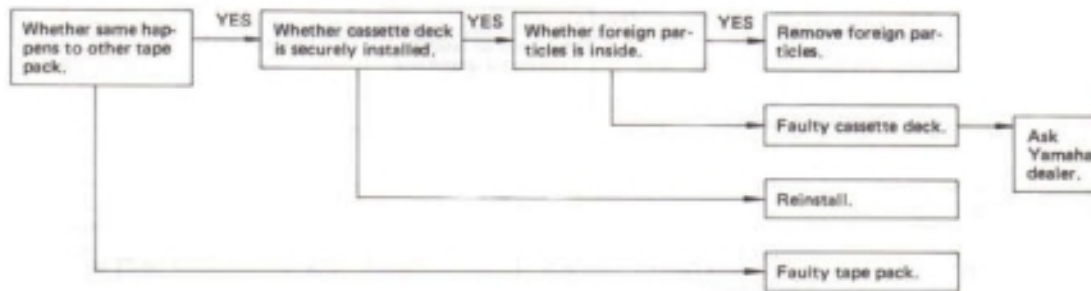 Whether same hap-
pens to other tape
pack.
YES
Whether cassette deck
is securely installed.
YES
Whether foreign par-
ticles is inside.
YES
Remove foreign par-
ticles.
Faulty cassette deck.
Ask
Yamaha
dealer.
Reinstall.
Faulty tape pack.